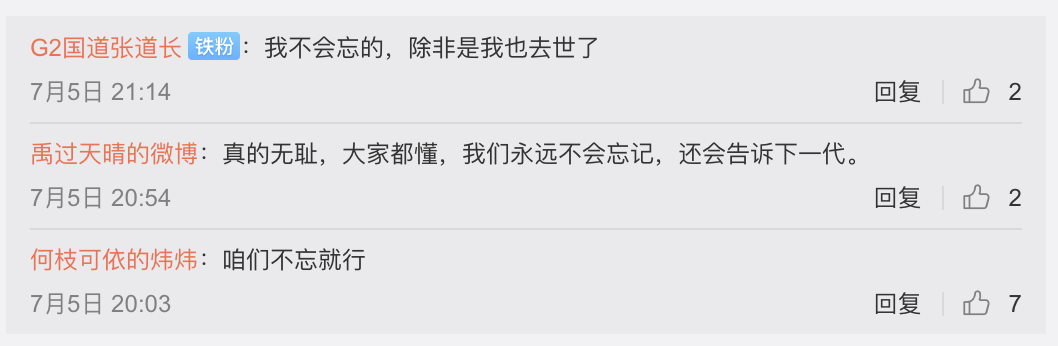 G2国道张道长 铁粉：我不会忘的，除非是我也去世了
7月5日 21:14 回复 2
禹过天晴的微博：真的无耻，大家都懂，我们永远不会忘记，还会告诉下一代。
7月5日 20:54 回复 2
何枝可依的炜炜：咱们不忘就行
7月5日 20:03 回复 7